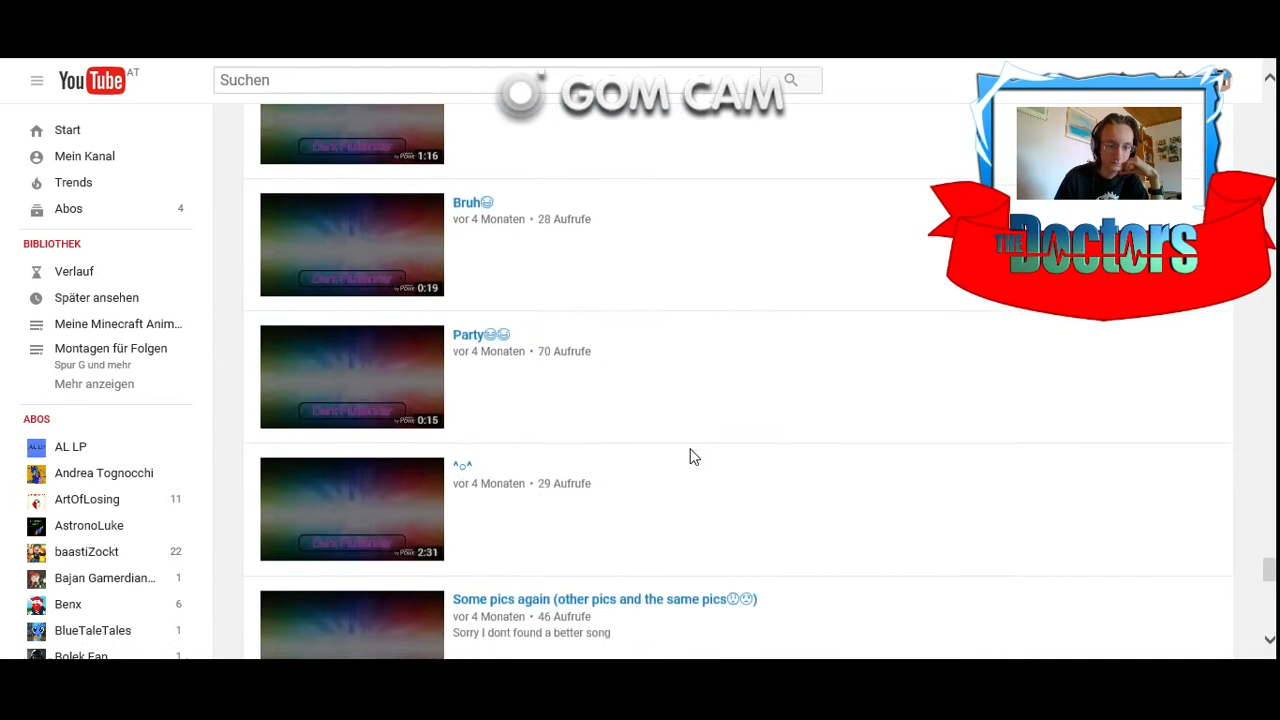 YouTube AT
Suchen
GOM CAM
Start
Mein Kanal
Trends
Abos 4
BIBLIOTHEK
Verlauf
Später ansehen
Meine Minecraft Anim...
Montagen für Folgen
Spur G und mehr
Mehr anzeigen
ABOS
AL LP
Andrea Tognocchi
ArtOfLosing 11
AstronoLuke
baastiZockt 22
Bajan Gamerdian... 1
Benx 6
BlueTaleTales 1
Bolek Fan 1
1:16
Bruh😂
vor 4 Monaten • 28 Aufrufe
0:19
Party😂😂
vor 4 Monaten • 70 Aufrufe
0:15
^○^
vor 4 Monaten • 29 Aufrufe
2:31
Some pics again (other pics and the same pics😯😢)
vor 4 Monaten • 46 Aufrufe
Sorry I dont found a better song
THE Doctors